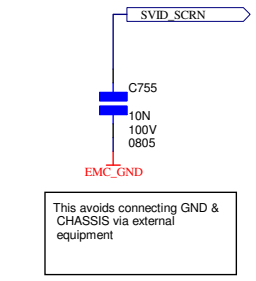 SVID_SCRN
C755
10N
100V
0805
EMC_GND
This avoids connecting GND &
CHASSIS via external
equipment